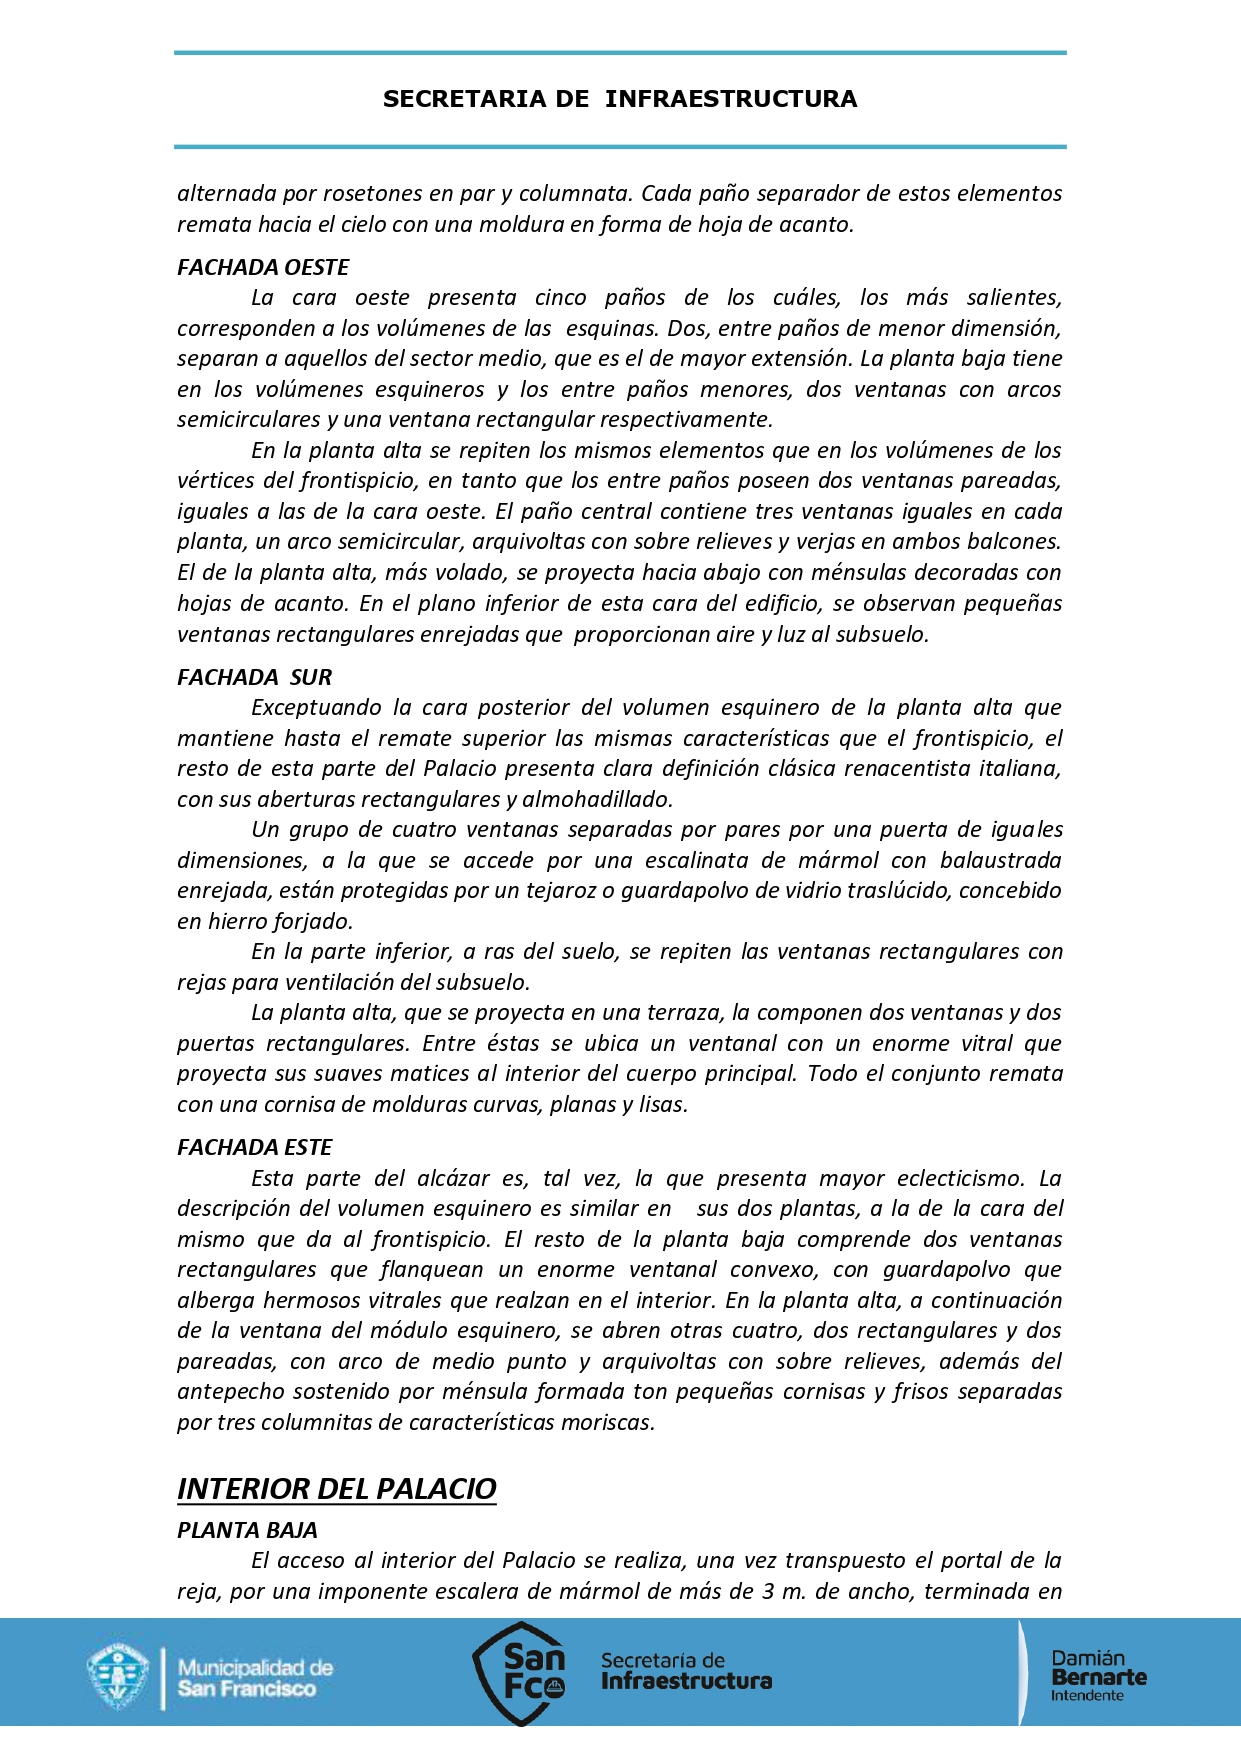 SECRETARIA DE INFRAESTRUCTURA
alternada por rosetones en par y columnata. Cada paño separador de estos elementos
remata hacia el cielo con una moldura en forma de hoja de acanto.
FACHADA OESTE
La cara oeste presenta cinco paños de los cuáles, los más salientes,
corresponden a los volúmenes de las esquinas. Dos, entre paños de menor dimensión,
separan a aquellos del sector medio, que es el de mayor extensión. La planta baja tiene
en los volúmenes esquineros y los entre paños menores, dos ventanas con arcos
semicirculares y una ventana rectangular respectivamente.
En la planta alta se repiten los mismos elementos que en los volúmenes de los
vértices del frontispicio, en tanto que los entre paños poseen dos ventanas pareadas,
iguales a las de la cara oeste. El paño central contiene tres ventanas iguales en cada
planta, un arco semicircular, arquivoltas con sobre relieves y verjas en ambos balcones.
El de la planta alta, más volado, se proyecta hacia abajo con ménsulas decoradas con
hojas de acanto. En el plano inferior de esta cara del edificio, se observan pequeñas
ventanas rectangulares enrejadas que proporcionan aire y luz al subsuelo.
FACHADA SUR
Exceptuando la cara posterior del volumen esquinero de la planta alta que
mantiene hasta el remate superior las mismas características que el frontispicio, el
resto de esta parte del Palacio presenta clara definición clásica renacentista italiana,
con sus aberturas rectangulares y almohadillado.
Un grupo de cuatro ventanas separadas por pares por una puerta de iguales
dimensiones, a la que se accede por una escalinata de mármol con balaustrada
enrejada, están protegidas por un tejaroz o guardapolvo de vidrio traslúcido, concebido
en hierro forjado.
En la parte inferior, a ras del suelo, se repiten las ventanas rectangulares con
rejas para ventilación del subsuelo.
La planta alta, que se proyecta en una terraza, la componen dos ventanas y dos
puertas rectangulares. Entre éstas se ubica un ventanal con un enorme vitral que
proyecta sus suaves matices al interior del cuerpo principal. Todo el conjunto remata
con una cornisa de molduras curvas, planas y lisas.
FACHADA ESTE
Esta parte del alcázar es, tal vez, la que presenta mayor eclecticismo. La
descripción del volumen esquinero es similar en sus dos plantas, a la de la cara del
mismo que da al frontispicio. El resto de la planta baja comprende dos ventanas
rectangulares que flanquean un enorme ventanal convexo, con guardapolvo que
alberga hermosos vitrales que realzan en el interior. En la planta alta, a continuación
de la ventana del módulo esquinero, se abren otras cuatro, dos rectangulares y dos
pareadas, con arco de medio punto y arquivoltas con sobre relieves, además del
antepecho sostenido por ménsula formada ton pequeñas cornisas y frisos separadas
por tres columnitas de características moriscas.
INTERIOR DEL PALACIO
PLANTA BAJA
El acceso al interior del Palacio se realiza, una vez transpuesto el portal de la
reja, por una imponente escalera de mármol de más de 3 m. de ancho, terminada en
Municipalidad de
San Francisco
San
Fco
Secretaría de
Infraestructura
Damián
Bernarte
Intendente